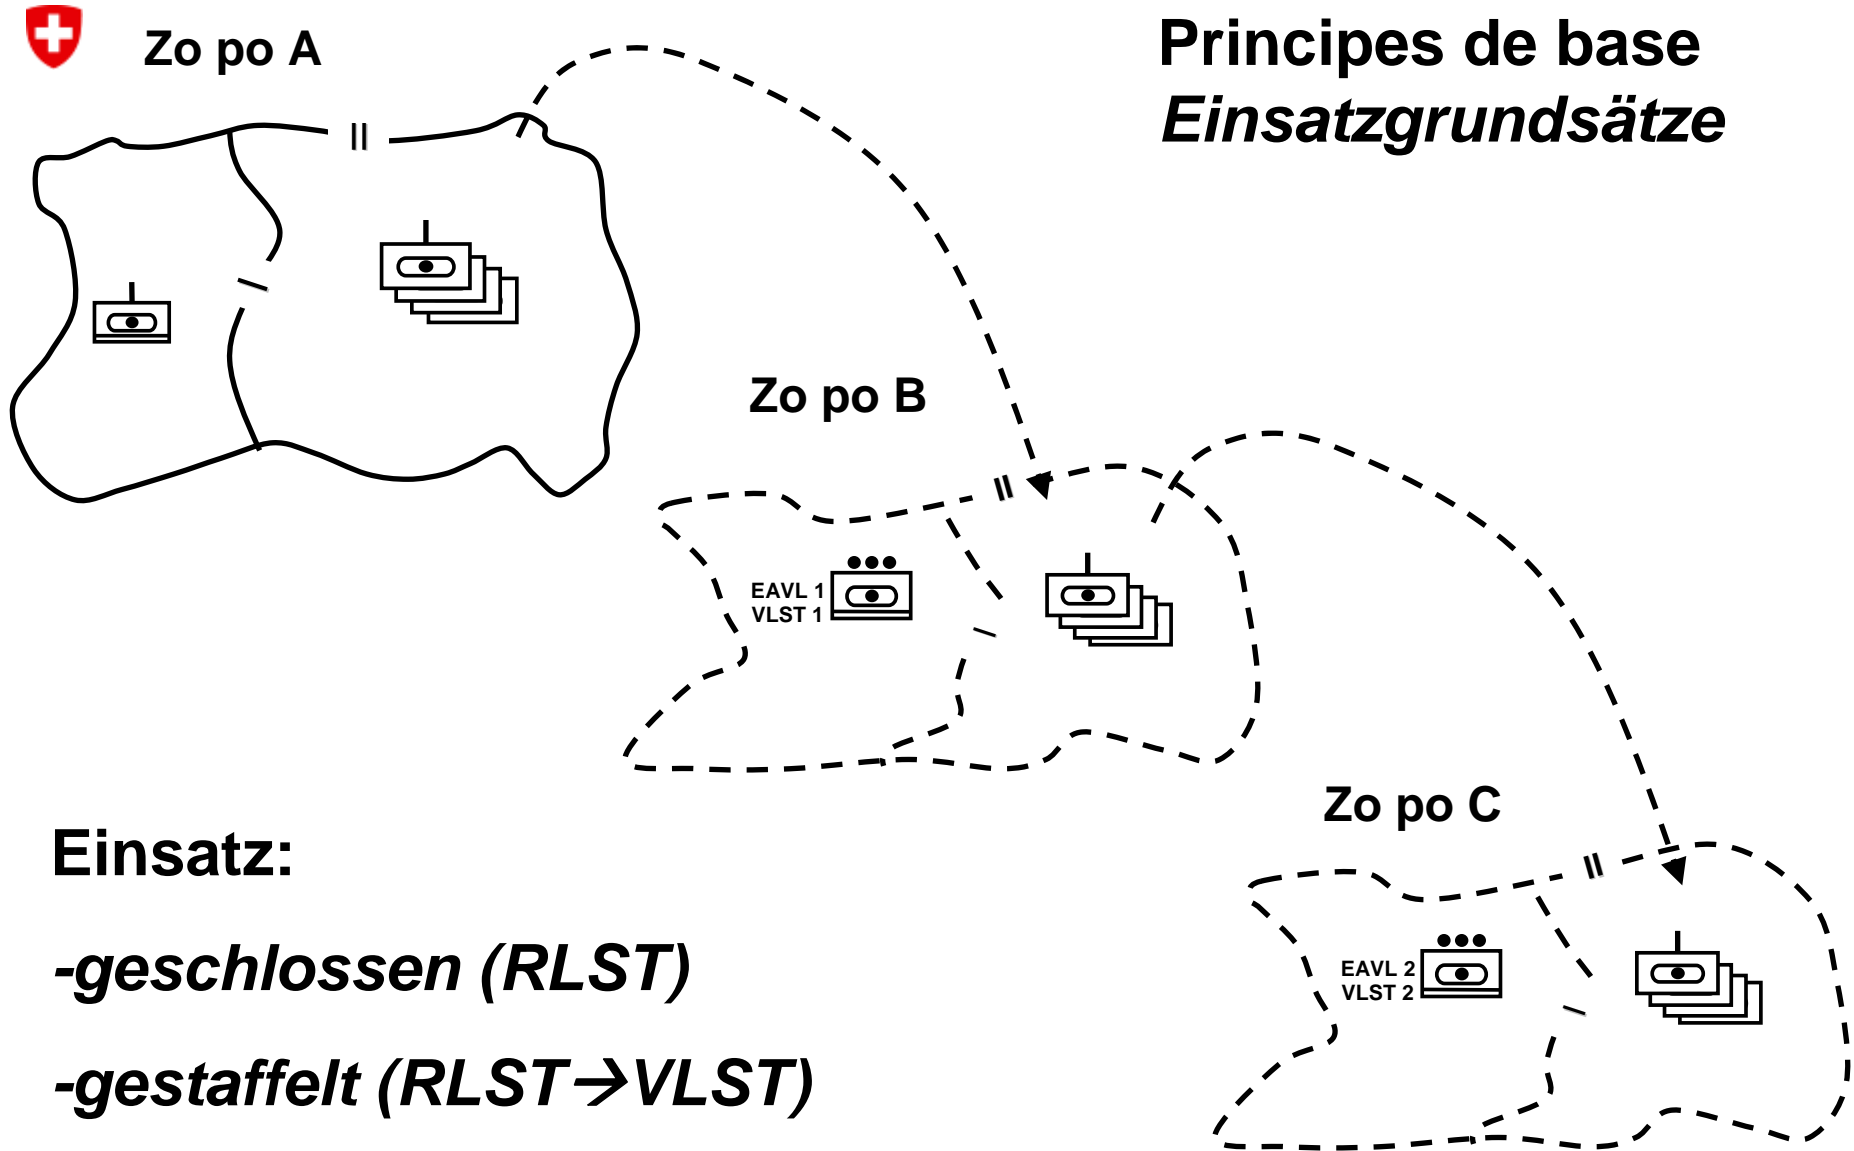 Zo po A
Principes de base
Einsatzgrundsätze
Zo po B
EAVL 1
VLST 1
Zo po C
EAVL 2
VLST 2
Einsatz:
-geschlossen (RLST)
-gestaffelt (RLST→VLST)